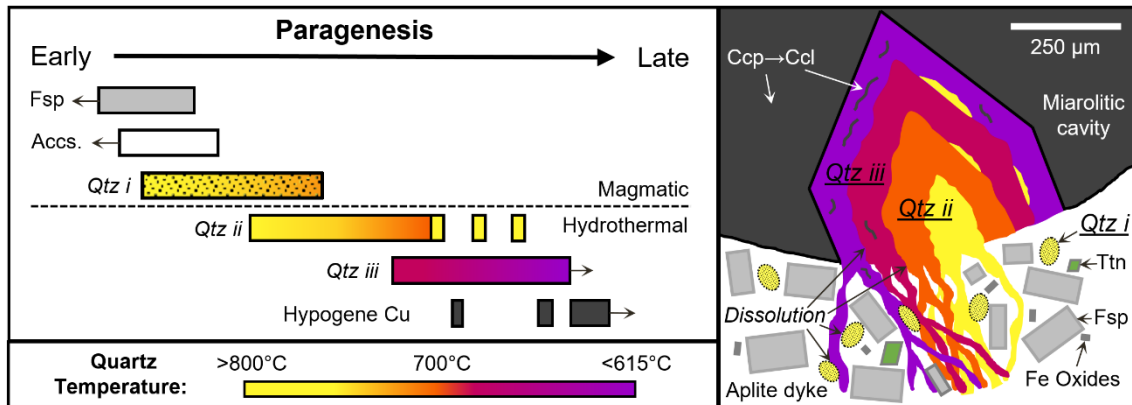 Paragenesis
Early
Late
Fsp
Accs.
Qtz i
Magmatic
Qtz ii
Hydrothermal
Qtz iii
Hypogene Cu
Quartz
Temperature:
>800°C
700°C
<615°C
Ccp→Ccl
250 µm
Miarolitic
cavity
Qtz iii
Qtz ii
Qtz i
Ttn
Dissolution
Fsp
Aplite dyke
Fe Oxides